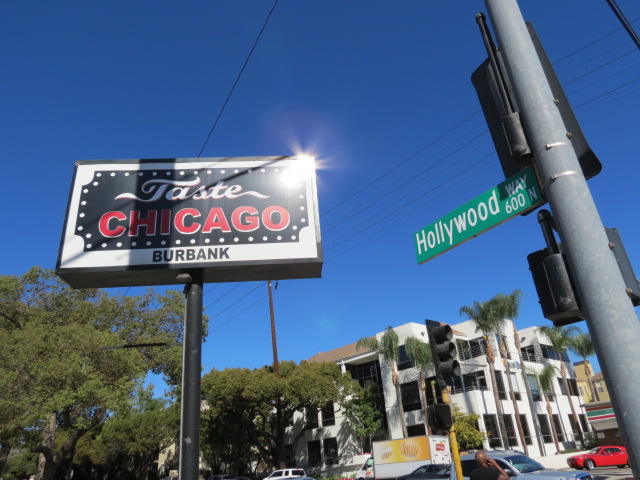 Taste
CHICAGO
BURBANK
Hollywood WAY
600 N